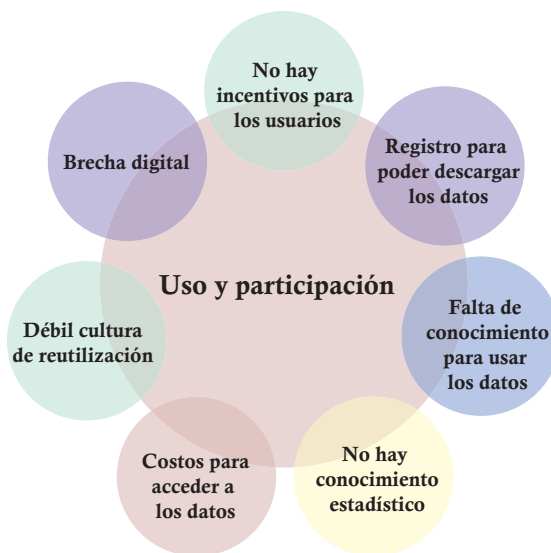 No hay
incentivos para
los usuarios
Registro para
poder descargar
los datos
Brecha digital
Uso y participación
Falta de
conocimiento
para usar
los datos
Débil cultura
de reutilización
No hay
conocimiento
estadístico
Costos para
acceder a
los datos